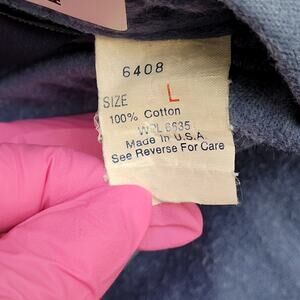 6408
SIZE L
100% Cotton
WPL 6635
Made in U.S.A.
See Reverse For Care